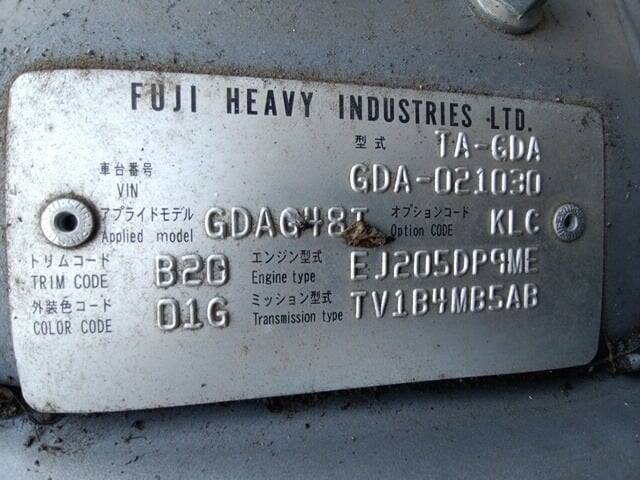 FUJI HEAVY INDUSTRIES LTD.
型式 TA-GDA
車台番号 VIN GDA-021030
アプライドモデル Applied model GDAG48T オプションコード Option CODE KLC
トリムコード TRIM CODE B20 エンジン型式 Engine type EJ205DP9ME
外装色コード COLOR CODE 01G ミッション型式 Transmission type TV1B4MB5AB